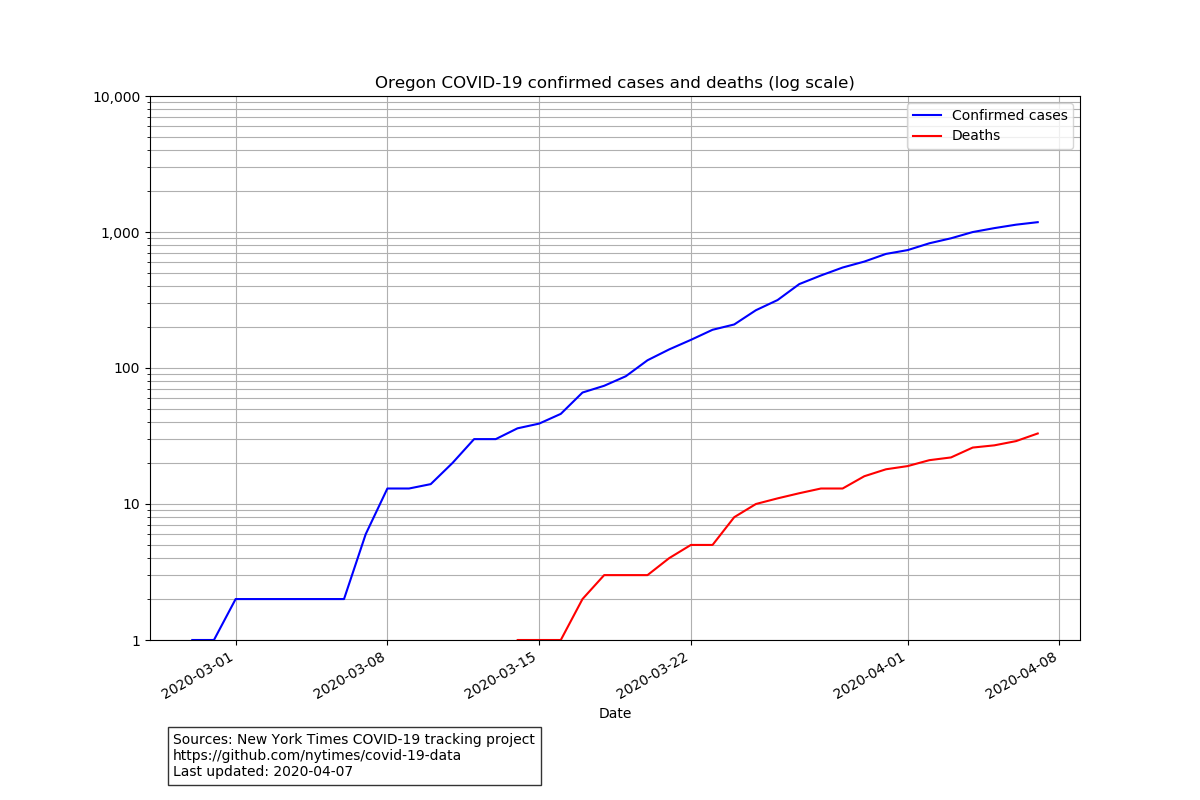 Oregon COVID-19 confirmed cases and deaths (log scale)
10,000
1,000
100
10
1
Confirmed cases
Deaths
2020-03-01
2020-03-08
2020-03-15
2020-03-22
2020-04-01
2020-04-08
Date
Sources: New York Times COVID-19 tracking project
https://github.com/nytimes/covid-19-data
Last updated: 2020-04-07